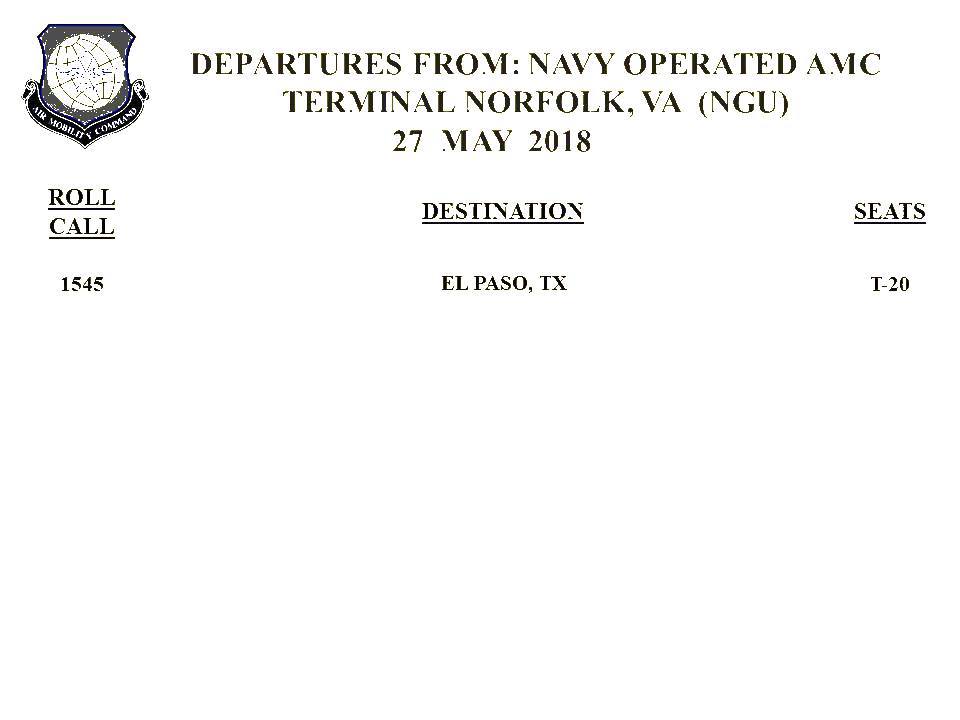 AIR MOBILITY COMMAND
DEPARTURES FROM: NAVY OPERATED AMC
TERMINAL NORFOLK, VA (NGU)
27 MAY 2018
ROLL
CALL
DESTINATION
SEATS
1545
EL PASO, TX
T-20